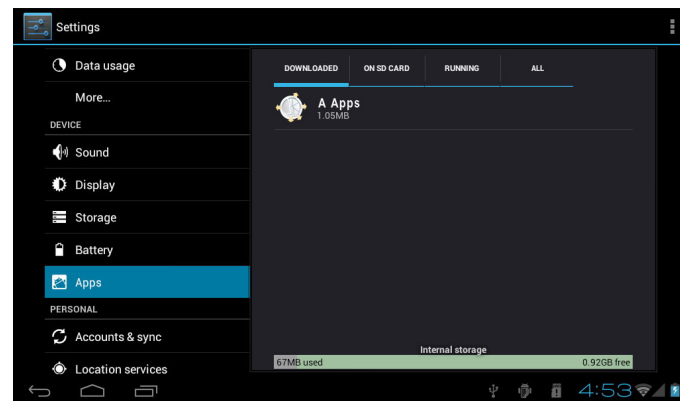 Settings
Data usage
More...
DEVICE
Sound
Display
Storage
Battery
Apps
PERSONAL
Accounts & sync
Location services
DOWNLOADED
ON SD CARD
RUNNING
ALL
A Apps
1.05MB
Internal storage
67MB used
0.92GB free
4:53